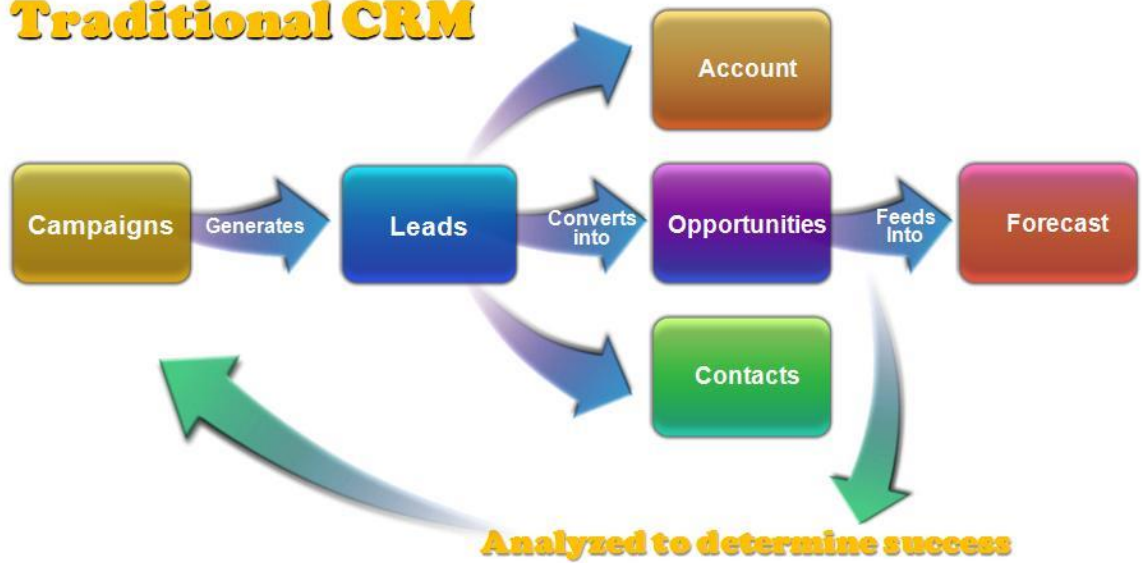 Traditional CRM
Account
Campaigns
Generates
Leads
Converts
into
Opportunities
Feeds
Into
Forecast
Contacts
Analyzed to determine success